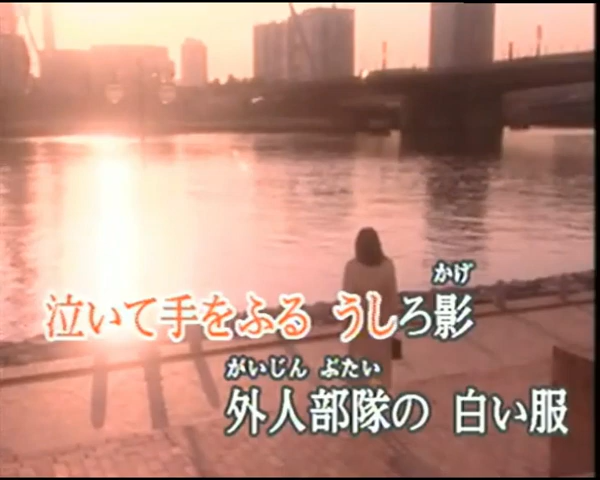 かげ
泣いて手をふる うしろ影
がいじん ぶたい
外人部隊の 白い服